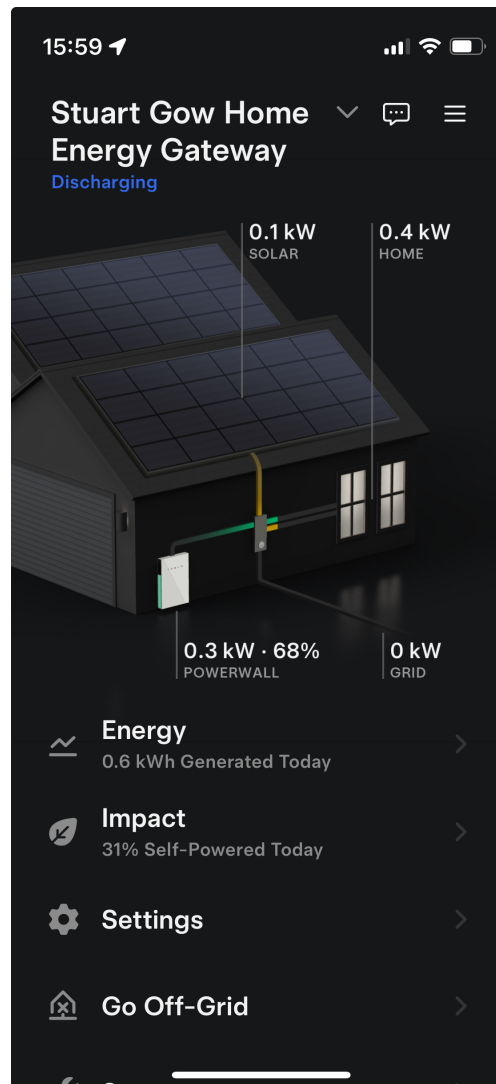 15:59
Stuart Gow Home
Energy Gateway
Discharging
0.1 kW
SOLAR
0.4 kW
HOME
0.3 kW · 68%
POWERWALL
0 kW
GRID
Energy
0.6 kWh Generated Today
Impact
31% Self-Powered Today
Settings
Go Off-Grid